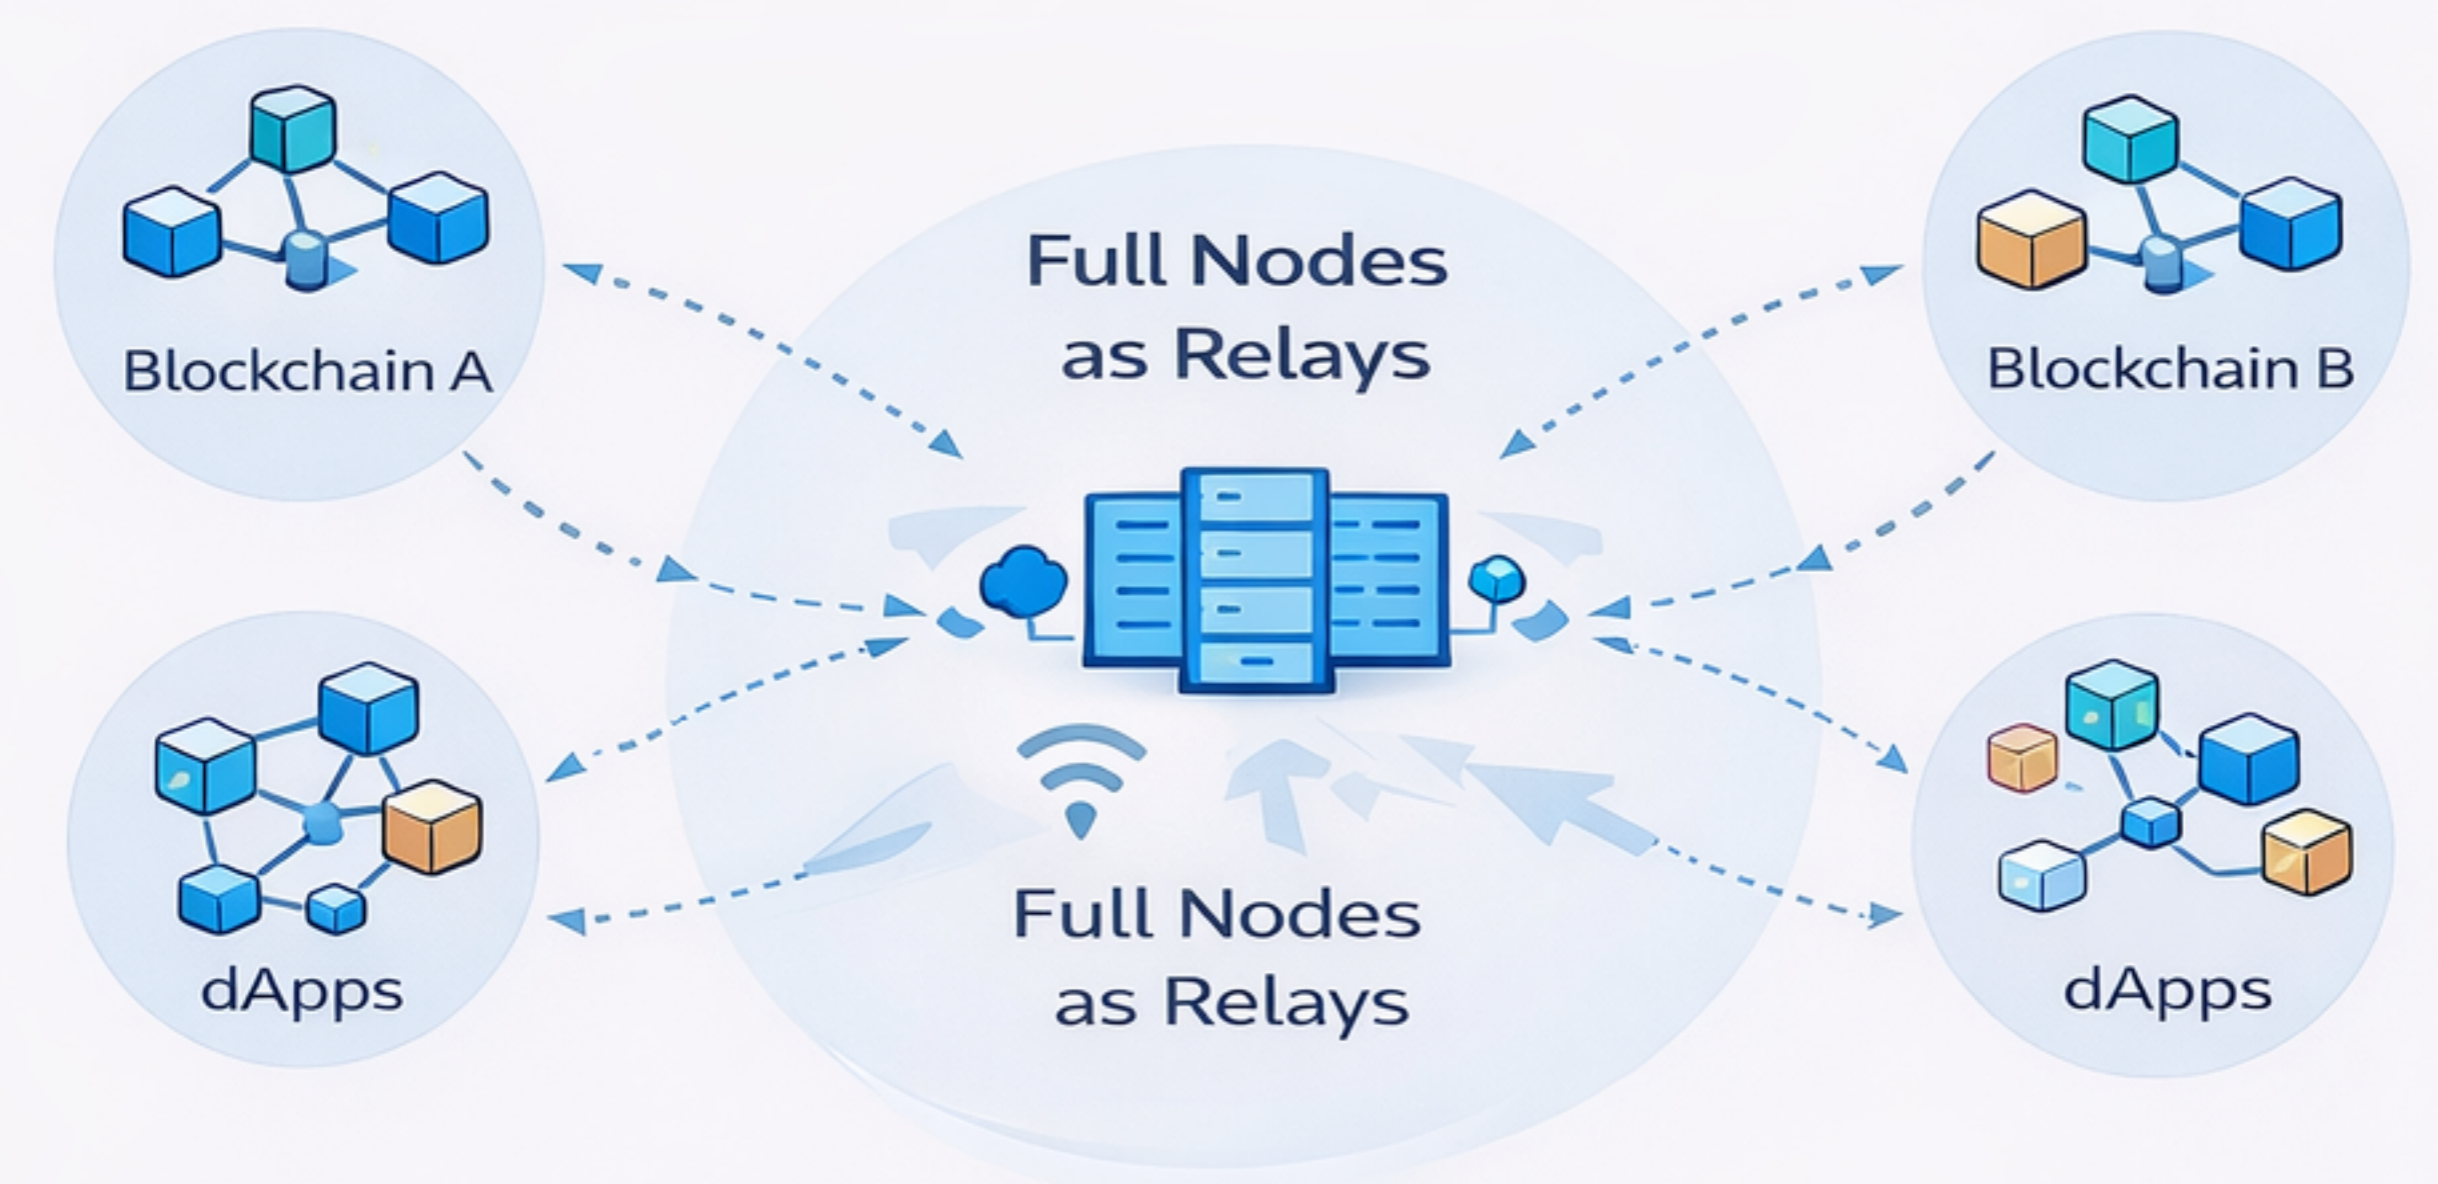 Blockchain A
Full Nodes
as Relays
Blockchain B
dApps
Full Nodes
as Relays
dApps